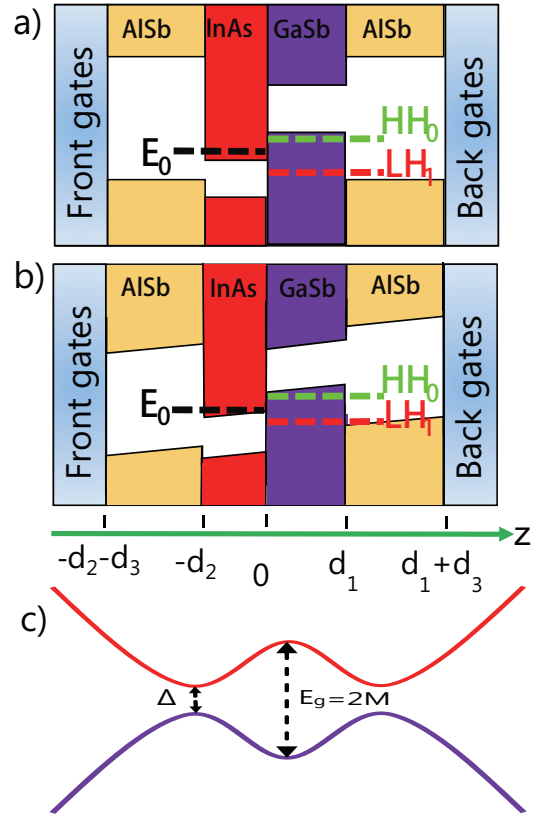 a)
AlSb InAs GaSb AlSb
Front gates
E₀
HH₀
LH₁
Back gates
b)
AlSb InAs GaSb AlSb
Front gates
E₀
HH₀
LH₁
Back gates
z
-d₂-d₃ -d₂ 0 d₁ d₁+d₃
c)
Δ
E_g=2M